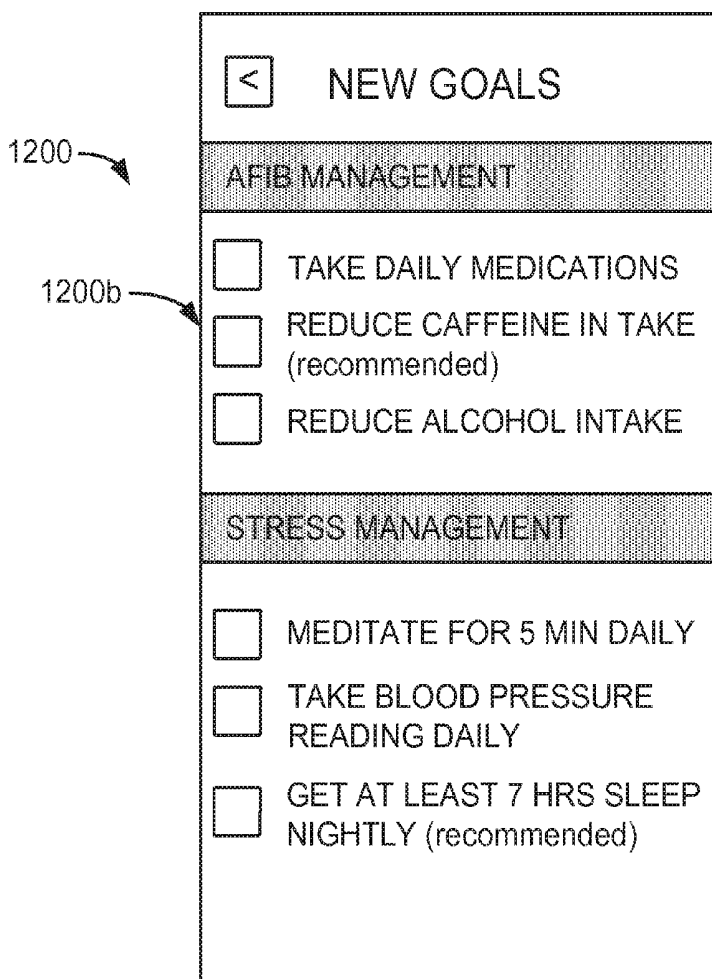 < NEW GOALS
1200
AFIB MANAGEMENT
TAKE DAILY MEDICATIONS
1200b
REDUCE CAFFEINE IN TAKE
(recommended)
REDUCE ALCOHOL INTAKE
STRESS MANAGEMENT
MEDITATE FOR 5 MIN DAILY
TAKE BLOOD PRESSURE
READING DAILY
GET AT LEAST 7 HRS SLEEP
NIGHTLY (recommended)